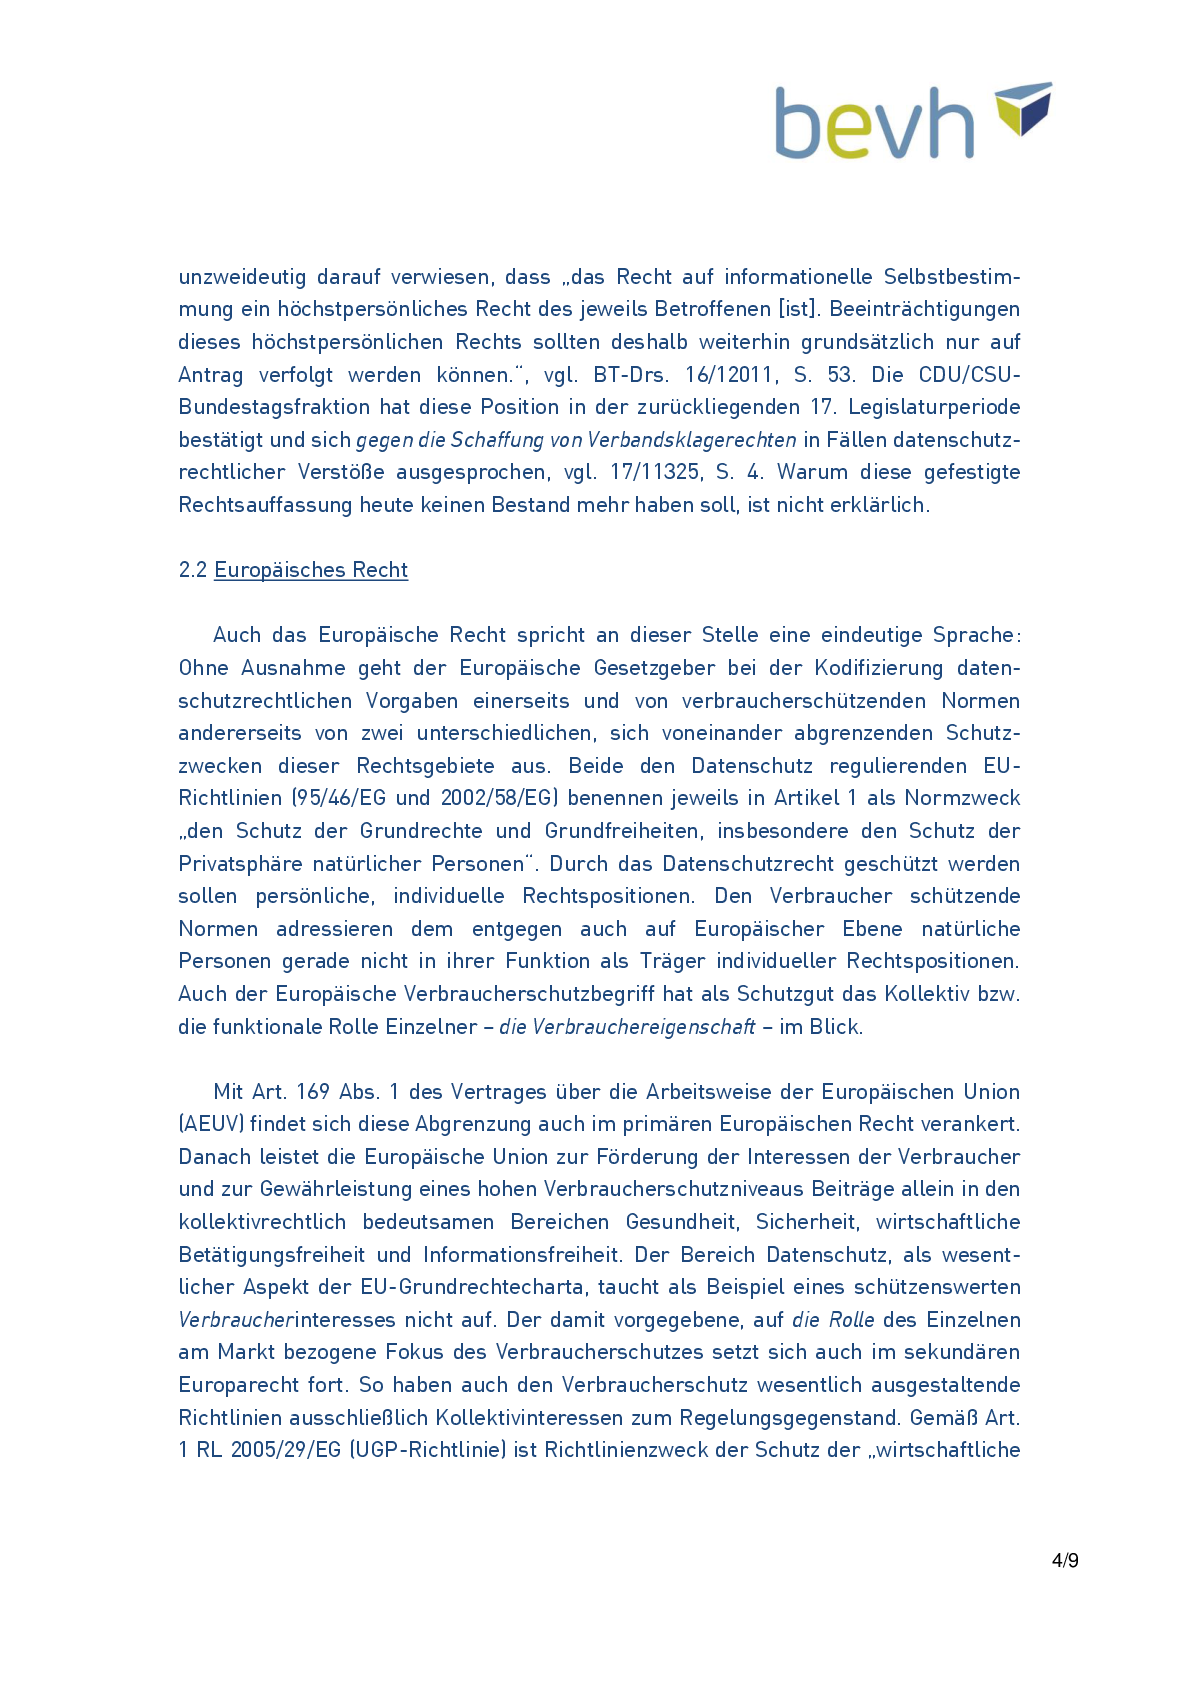 bevh
unzweideutig darauf verwiesen, dass „das Recht auf informationelle Selbstbestim-
mung ein höchstpersönliches Recht des jeweils Betroffenen [ist]. Beeinträchtigungen
dieses höchstpersönlichen Rechts sollten deshalb weiterhin grundsätzlich nur auf
Antrag verfolgt werden können.“, vgl. BT-Drs. 16/12011, S. 53. Die CDU/CSU-
Bundestagsfraktion hat diese Position in der zurückliegenden 17. Legislaturperiode
bestätigt und sich gegen die Schaffung von Verbandsklagerechten in Fällen datenschutz-
rechtlicher Verstöße ausgesprochen, vgl. 17/11325, S. 4. Warum diese gefestigte
Rechtsauffassung heute keinen Bestand mehr haben soll, ist nicht erklärlich.
2.2 Europäisches Recht
Auch das Europäische Recht spricht an dieser Stelle eine eindeutige Sprache:
Ohne Ausnahme geht der Europäische Gesetzgeber bei der Kodifizierung daten-
schutzrechtlichen Vorgaben einerseits und von verbraucherschützenden Normen
andererseits von zwei unterschiedlichen, sich voneinander abgrenzenden Schutz-
zwecken dieser Rechtsgebiete aus. Beide den Datenschutz regulierenden EU-
Richtlinien (95/46/EG und 2002/58/EG) benennen jeweils in Artikel 1 als Normzweck
„den Schutz der Grundrechte und Grundfreiheiten, insbesondere den Schutz der
Privatsphäre natürlicher Personen“. Durch das Datenschutzrecht geschützt werden
sollen persönliche, individuelle Rechtspositionen. Den Verbraucher schützende
Normen adressieren dem entgegen auch auf Europäischer Ebene natürliche
Personen gerade nicht in ihrer Funktion als Träger individueller Rechtspositionen.
Auch der Europäische Verbraucherschutzbegriff hat als Schutzgut das Kollektiv bzw.
die funktionale Rolle Einzelner – die Verbrauchereigenschaft – im Blick.
Mit Art. 169 Abs. 1 des Vertrages über die Arbeitsweise der Europäischen Union
(AEUV) findet sich diese Abgrenzung auch im primären Europäischen Recht verankert.
Danach leistet die Europäische Union zur Förderung der Interessen der Verbraucher
und zur Gewährleistung eines hohen Verbraucherschutzniveaus Beiträge allein in den
kollektivrechtlich bedeutsamen Bereichen Gesundheit, Sicherheit, wirtschaftliche
Betätigungsfreiheit und Informationsfreiheit. Der Bereich Datenschutz, als wesent-
licher Aspekt der EU-Grundrechtecharta, taucht als Beispiel eines schützenswerten
Verbraucherinteresses nicht auf. Der damit vorgegebene, auf die Rolle des Einzelnen
am Markt bezogene Fokus des Verbraucherschutzes setzt sich auch im sekundären
Europarecht fort. So haben auch den Verbraucherschutz wesentlich ausgestaltende
Richtlinien ausschließlich Kollektivinteressen zum Regelungsgegenstand. Gemäß Art.
1 RL 2005/29/EG (UGP-Richtlinie) ist Richtlinienzweck der Schutz der „wirtschaftliche
4/9